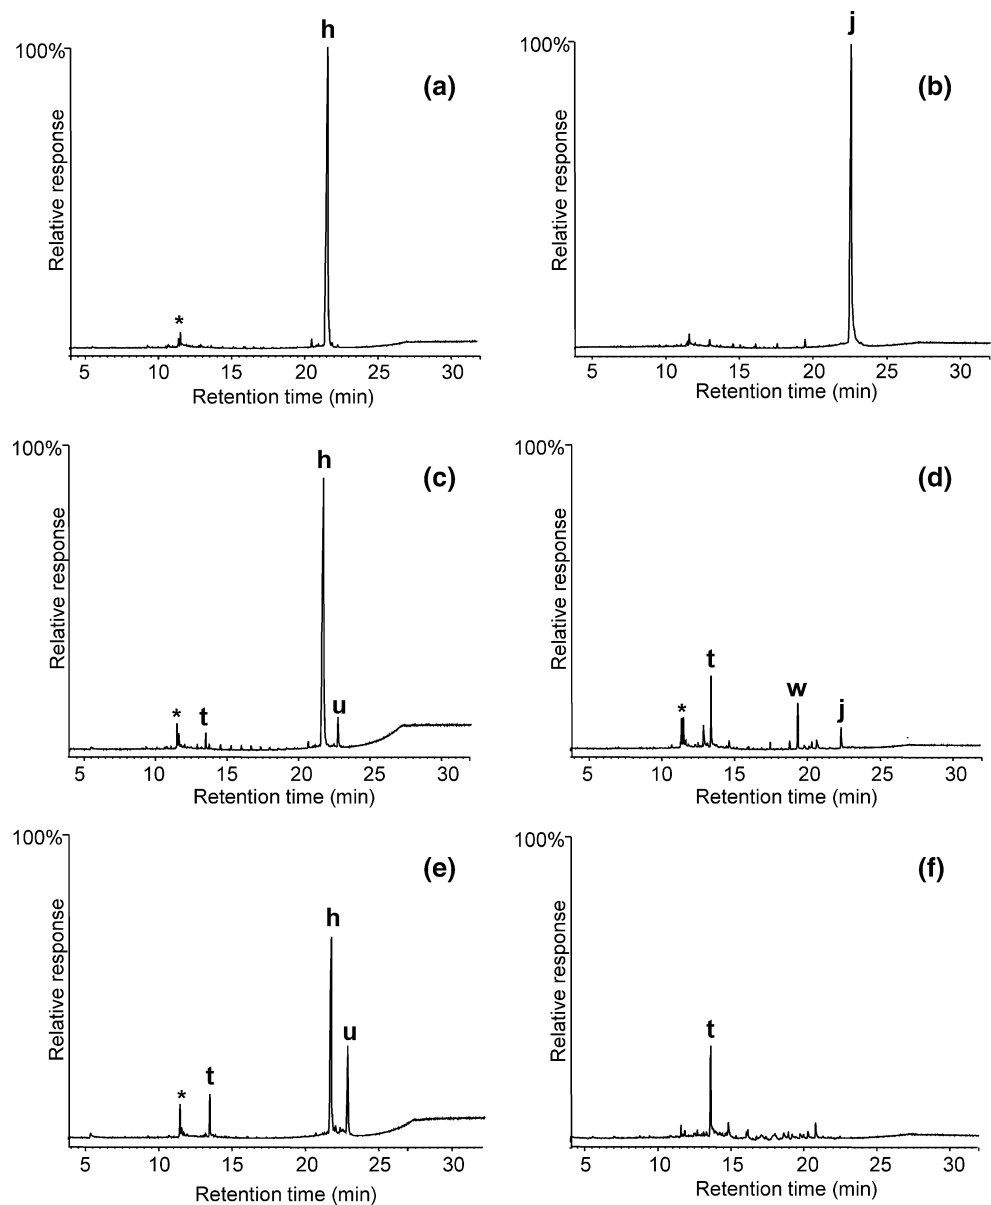 h
100%
(a)
Relative response
*
5 10 15 20 25 30
Retention time (min)
j
100%
(b)
Relative response
5 10 15 20 25 30
Retention time (min)
100%
h
(c)
Relative response
*
t
u
5 10 15 20 25 30
Retention time (min)
100%
(d)
Relative response
*
t
w
j
5 10 15 20 25 30
Retention time (min)
100%
(e)
Relative response
h
u
*
t
5 10 15 20 25 30
Retention time (min)
100%
(f)
Relative response
t
5 10 15 20 25 30
Retention time (min)